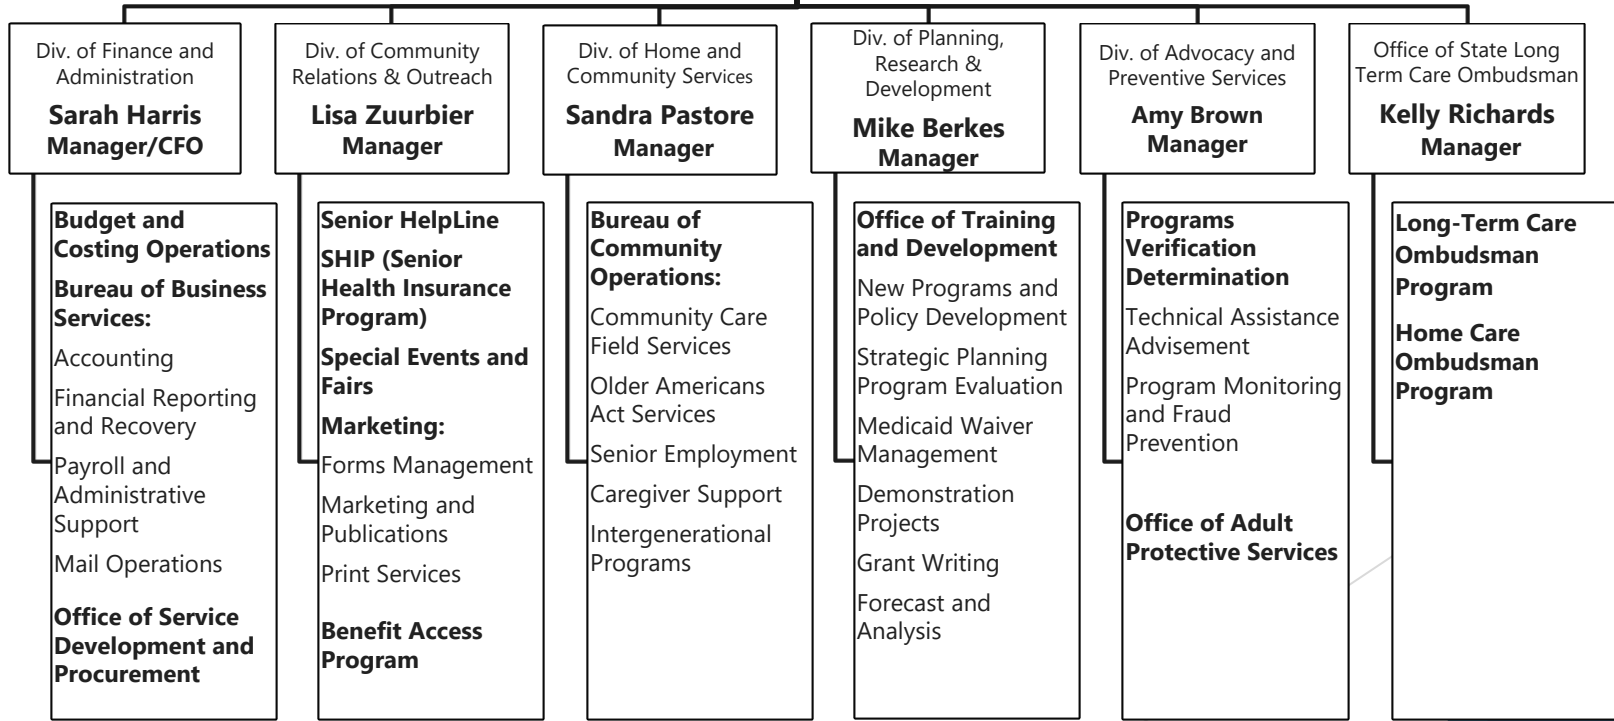 Div. of Finance and
Administration
Sarah Harris
Manager/CFO
Div. of Community
Relations & Outreach
Lisa Zuurbier
Manager
Div. of Home and
Community Services
Sandra Pastore
Manager
Div. of Planning,
Research &
Development
Mike Berkes
Manager
Div. of Advocacy and
Preventive Services
Amy Brown
Manager
Office of State Long
Term Care Ombudsman
Kelly Richards
Manager
Budget and
Costing Operations
Bureau of Business
Services:
Accounting
Financial Reporting
and Recovery
Payroll and
Administrative
Support
Mail Operations
Office of Service
Development and
Procurement
Senior HelpLine
SHIP (Senior
Health Insurance
Program)
Special Events and
Fairs
Marketing:
Forms Management
Marketing and
Publications
Print Services
Benefit Access
Program
Bureau of
Community
Operations:
Community Care
Field Services
Older Americans
Act Services
Senior Employment
Caregiver Support
Intergenerational
Programs
Office of Training
and Development
New Programs and
Policy Development
Strategic Planning
Program Evaluation
Medicaid Waiver
Management
Demonstration
Projects
Grant Writing
Forecast and
Analysis
Programs
Verification
Determination
Technical Assistance
Advisement
Program Monitoring
and Fraud
Prevention
Office of Adult
Protective Services
Long-Term Care
Ombudsman
Program
Home Care
Ombudsman
Program